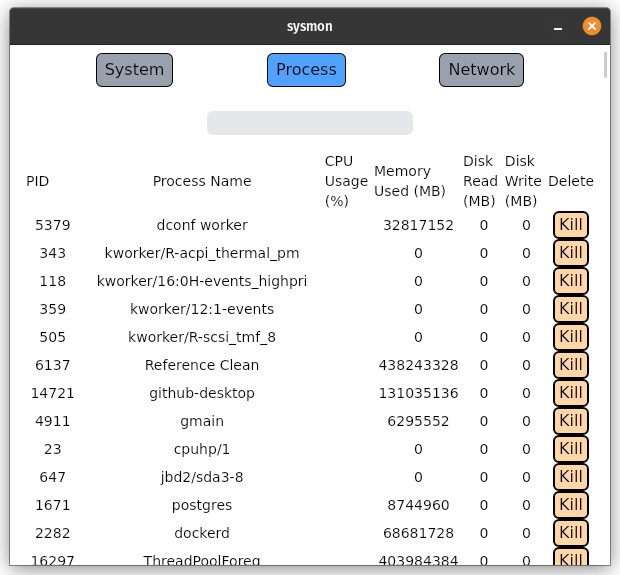 sysmon
System Process Network
PID Process Name CPU Usage (%) Memory Used (MB) Disk Read (MB) Disk Write (MB) Delete
5379 dconf worker 32817152 0 0 Kill
343 kworker/R-acpi_thermal_pm 0 0 0 Kill
118 kworker/16:0H-events_highpri 0 0 0 Kill
359 kworker/12:1-events 0 0 0 Kill
505 kworker/R-scsi_tmf_8 0 0 0 Kill
6137 Reference Clean 438243328 0 0 Kill
14721 github-desktop 131035136 0 0 Kill
4911 gmain 6295552 0 0 Kill
23 cpuhp/1 0 0 0 Kill
647 jbd2/sda3-8 0 0 0 Kill
1671 postgres 8744960 0 0 Kill
2282 dockerd 68681728 0 0 Kill
16297 ThreadPoolForeg 403984384 0 0 Kill